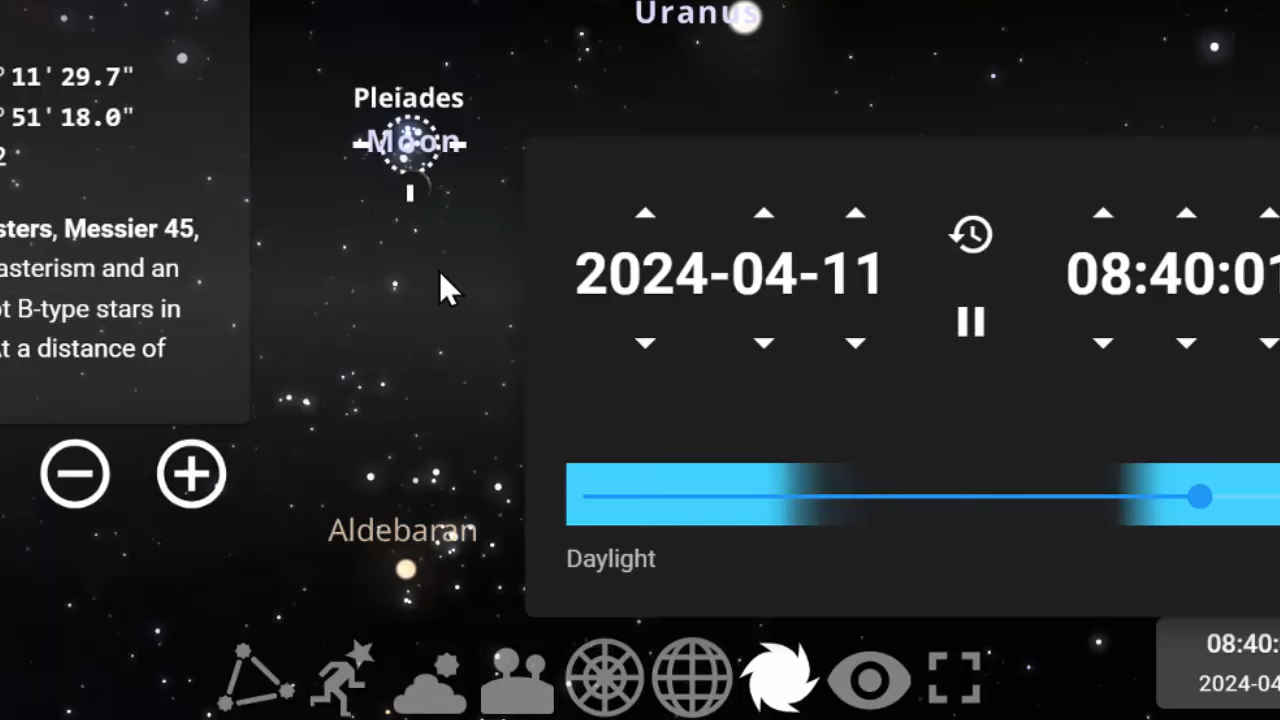 Uranus
° 11' 29.7"
° 51' 18.0"
2
Pleiades
Moon
sters, Messier 45,
asterism and an
t B-type stars in
t a distance of
2024-04-11
08:40:01
Daylight
Aldebaran
08:40:
2024-04